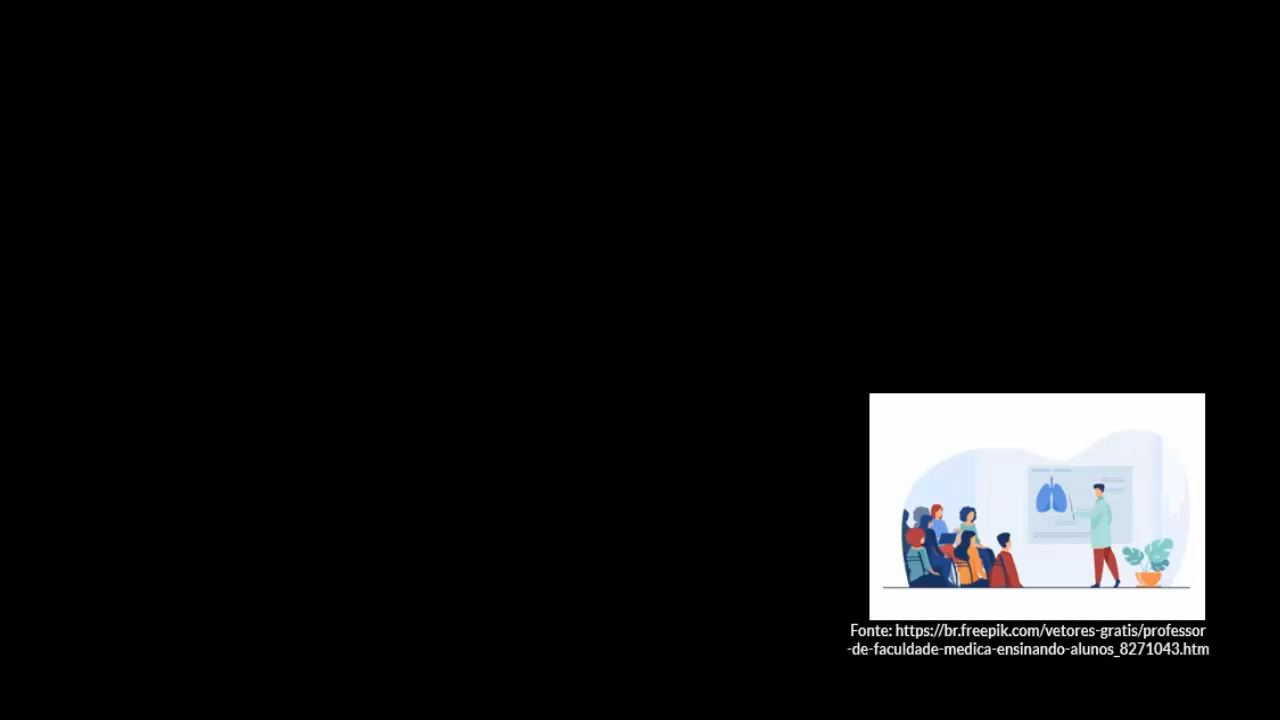 Fonte: https://br.freepik.com/vetores-gratis/professor
-de-faculdade-medica-ensinando-alunos_8271043.htm